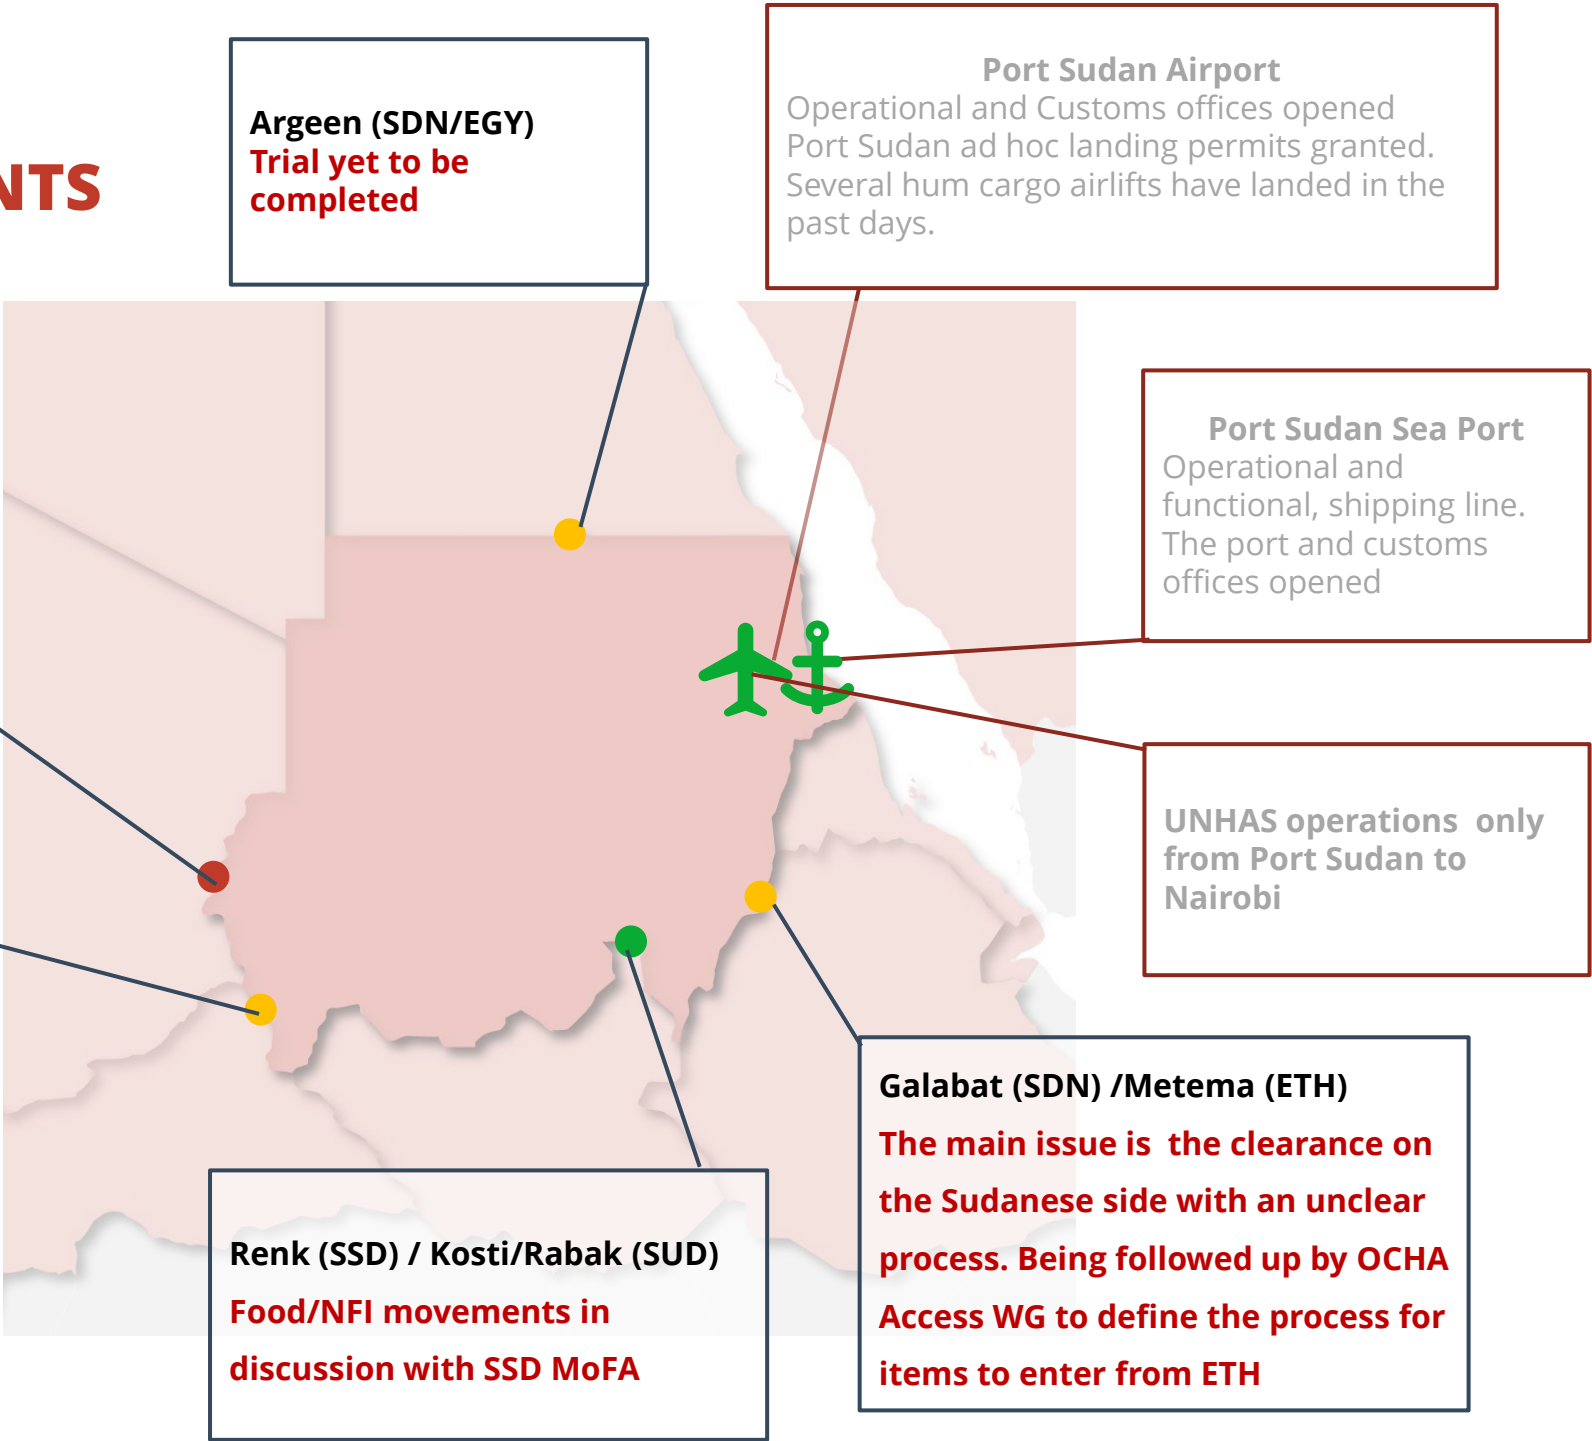 NTS
Argeen (SDN/EGY)
Trial yet to be
completed
Port Sudan Airport
Operational and Customs offices opened
Port Sudan ad hoc landing permits granted.
Several hum cargo airlifts have landed in the
past days.
Port Sudan Sea Port
Operational and
functional, shipping line.
The port and customs
offices opened
UNHAS operations only
from Port Sudan to
Nairobi
Galabat (SDN) /Metema (ETH)
The main issue is the clearance on
the Sudanese side with an unclear
process. Being followed up by OCHA
Access WG to define the process for
items to enter from ETH
Renk (SSD) / Kosti/Rabak (SUD)
Food/NFI movements in
discussion with SSD MoFA